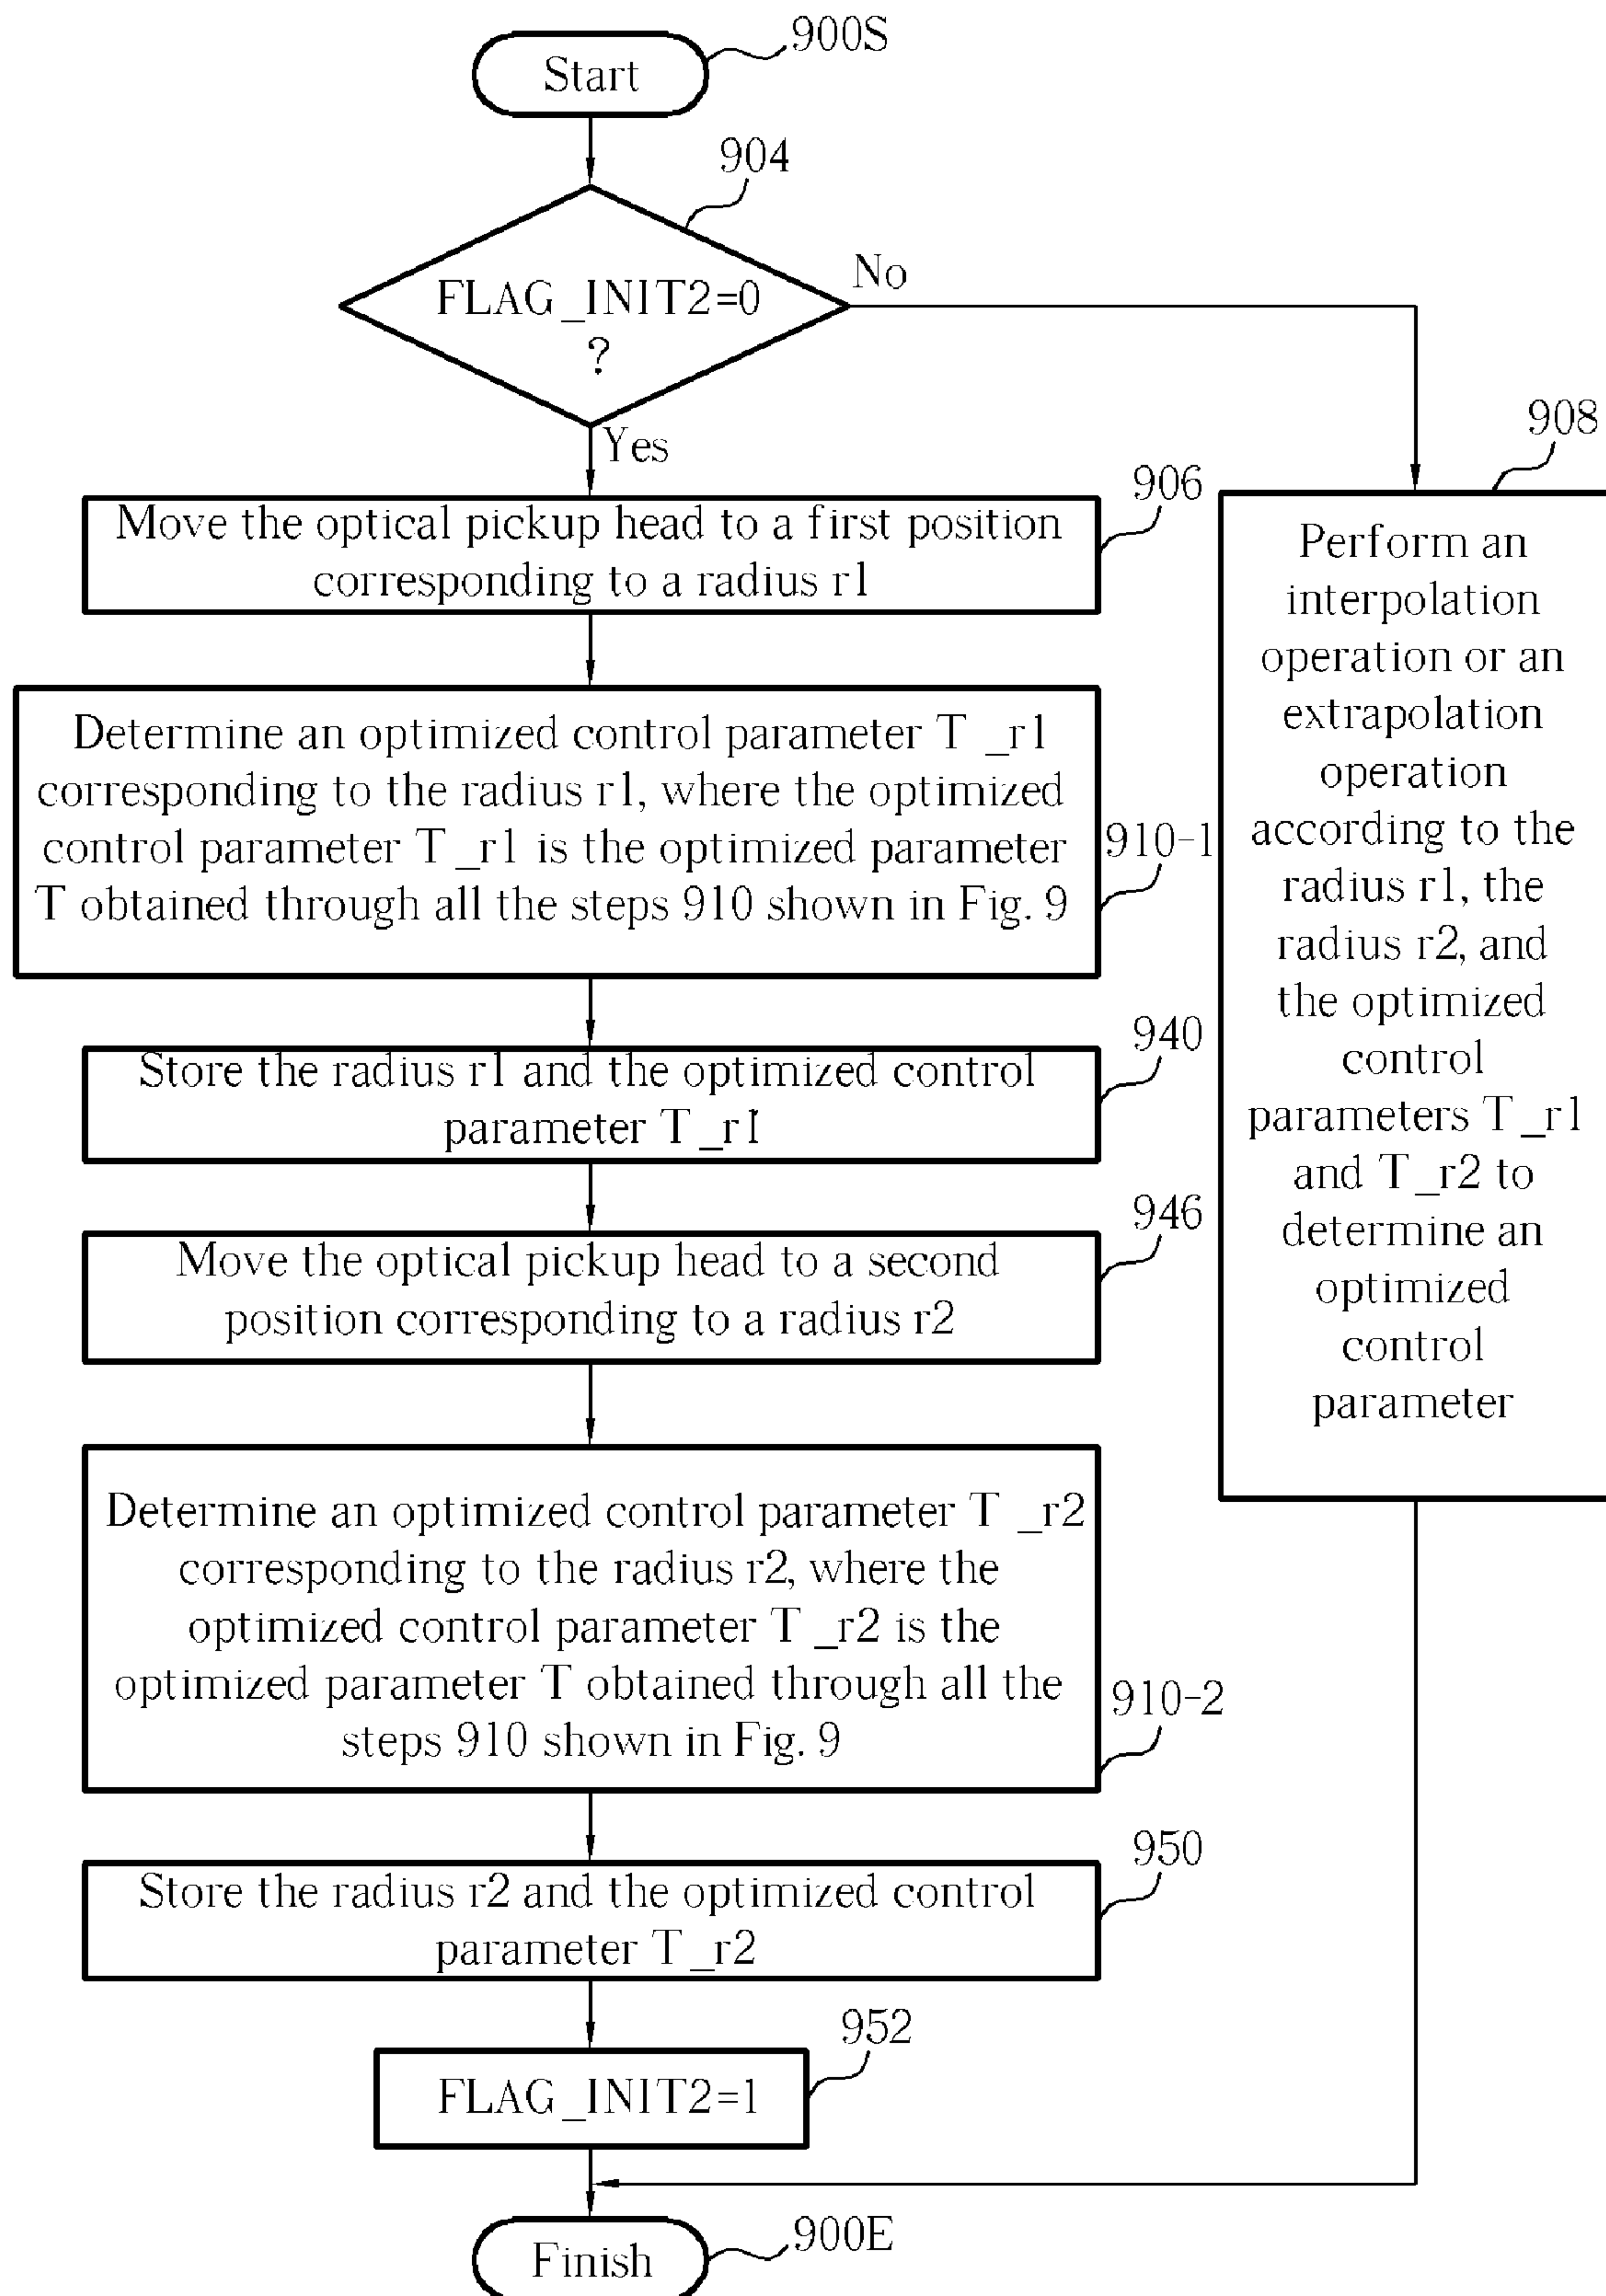 Start
900S
904
FLAG_INIT2=0
?
No
Yes
906
Move the optical pickup head to a first position
corresponding to a radius r1
908
Perform an
interpolation
operation or an
extrapolation
operation
according to the
radius r1, the
radius r2, and
the optimized
control
parameters T_r1
and T_r2 to
determine an
optimized
control
parameter
Determine an optimized control parameter T_r1
corresponding to the radius r1, where the optimized
control parameter T_r1 is the optimized parameter
T obtained through all the steps 910 shown in Fig. 9
910-1
940
Store the radius r1 and the optimized control
parameter T_r1
946
Move the optical pickup head to a second
position corresponding to a radius r2
Determine an optimized control parameter T_r2
corresponding to the radius r2, where the
optimized control parameter T_r2 is the
optimized parameter T obtained through all the
steps 910 shown in Fig. 9
910-2
950
Store the radius r2 and the optimized control
parameter T_r2
952
FLAG_INIT2=1
Finish
900E